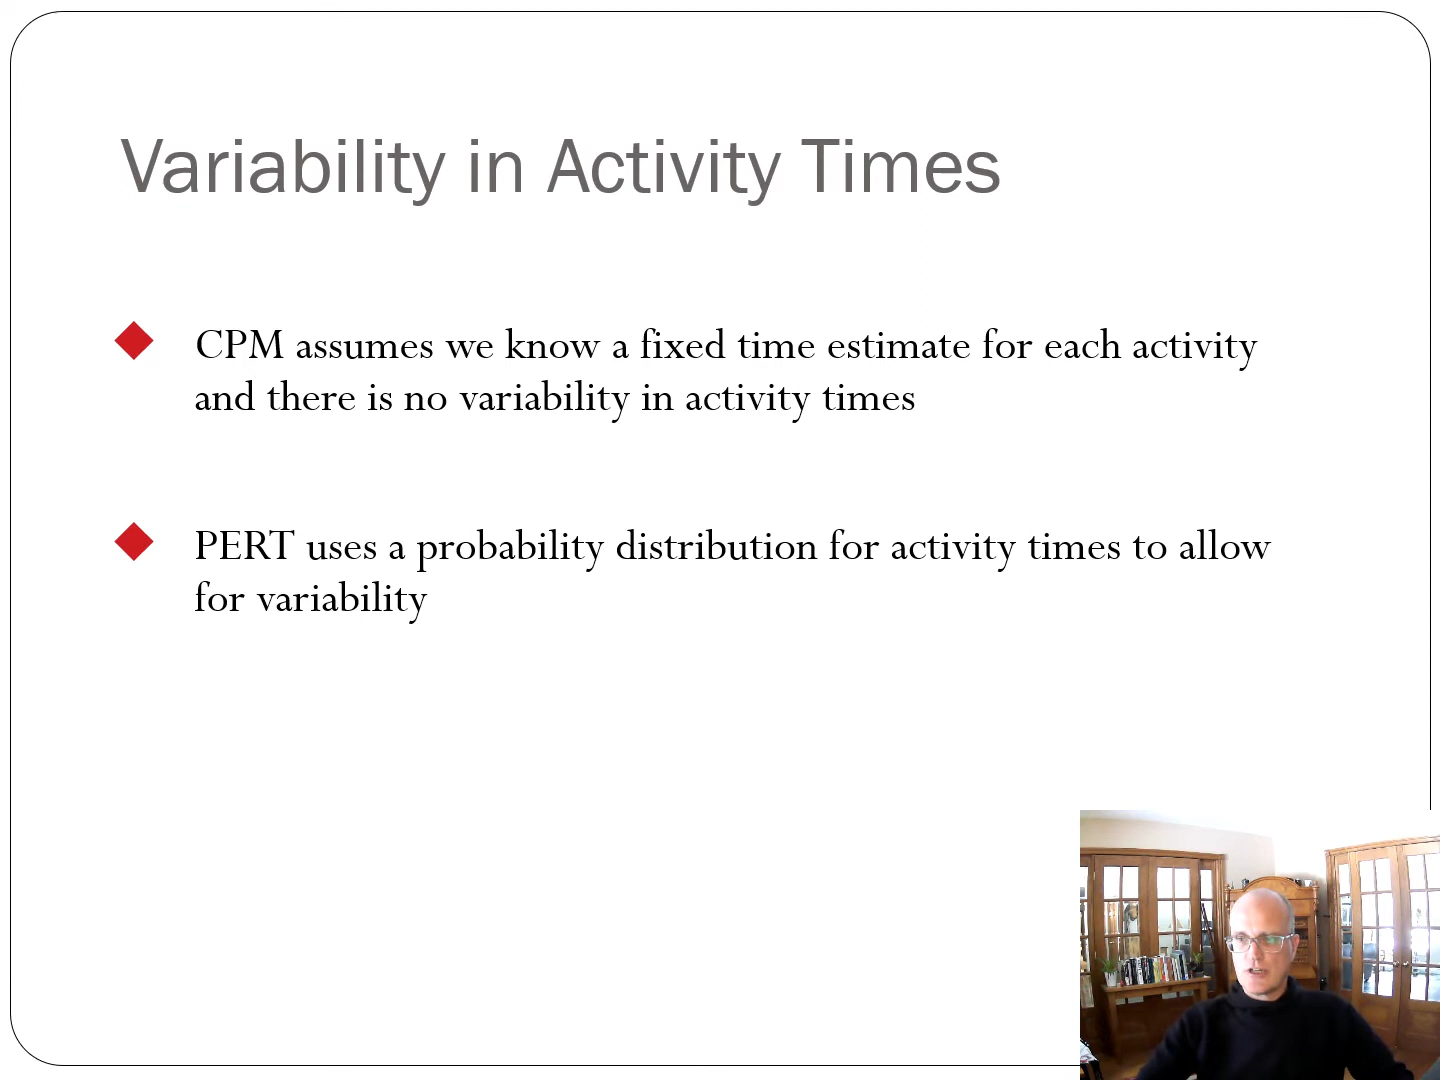 Variability in Activity Times
CPM assumes we know a fixed time estimate for each activity
and there is no variability in activity times
PERT uses a probability distribution for activity times to allow
for variability